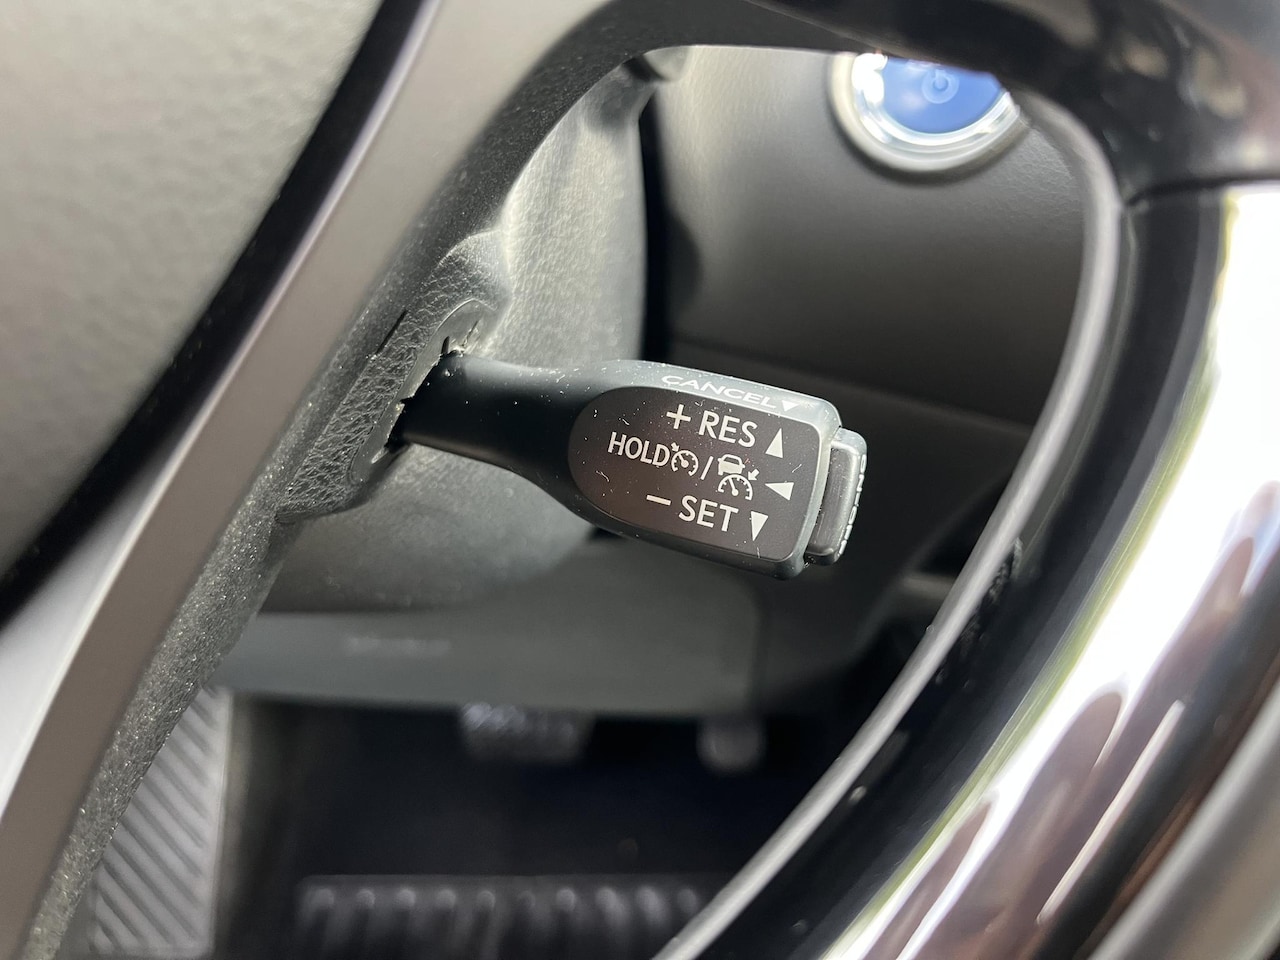 CANCEL▼
+ RES ▲
HOLD / ◀
− SET ▼